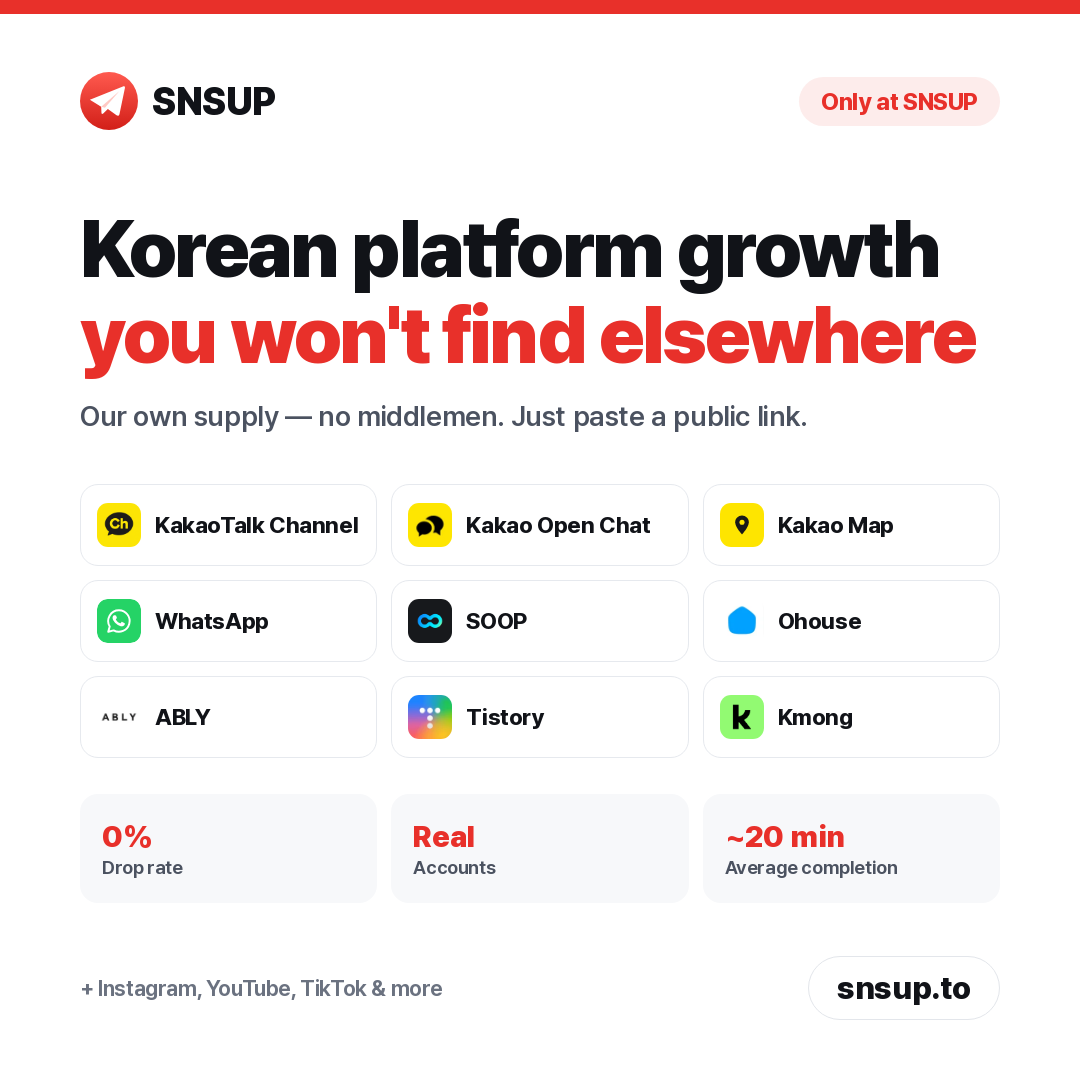 SNSUP
Only at SNSUP
Korean platform growth
you won't find elsewhere
Our own supply — no middlemen. Just paste a public link.
Ch KakaoTalk Channel
Kakao Open Chat
Kakao Map
WhatsApp
SOOP
Ohouse
ABLY ABLY
Tistory
k Kmong
0%
Drop rate
Real
Accounts
~20 min
Average completion
+ Instagram, YouTube, TikTok & more
snsup.to